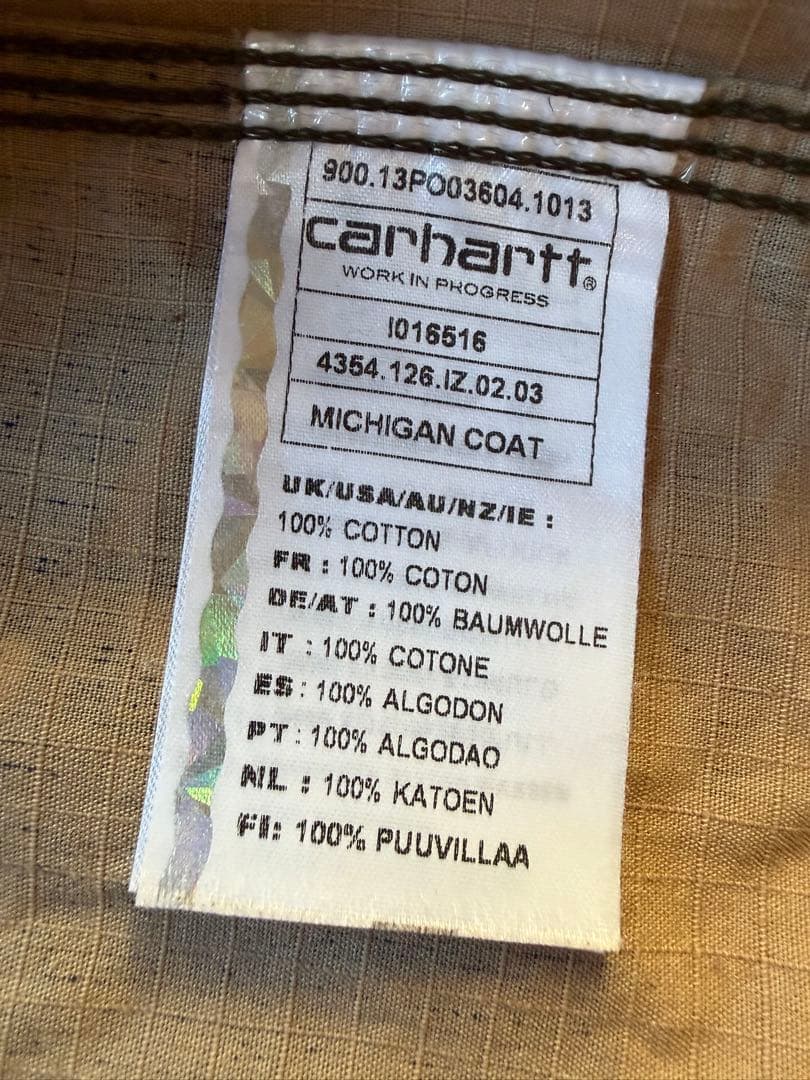 900.13PO03604.1013
carhartt®
WORK IN PROGRESS
I016516
4354.126.IZ.02.03
MICHIGAN COAT
UK/USA/AU/NZ/IE :
100% COTTON
FR : 100% COTON
DE/AT : 100% BAUMWOLLE
IT : 100% COTONE
ES : 100% ALGODON
PT : 100% ALGODAO
NL : 100% KATOEN
FI: 100% PUUVILLAA